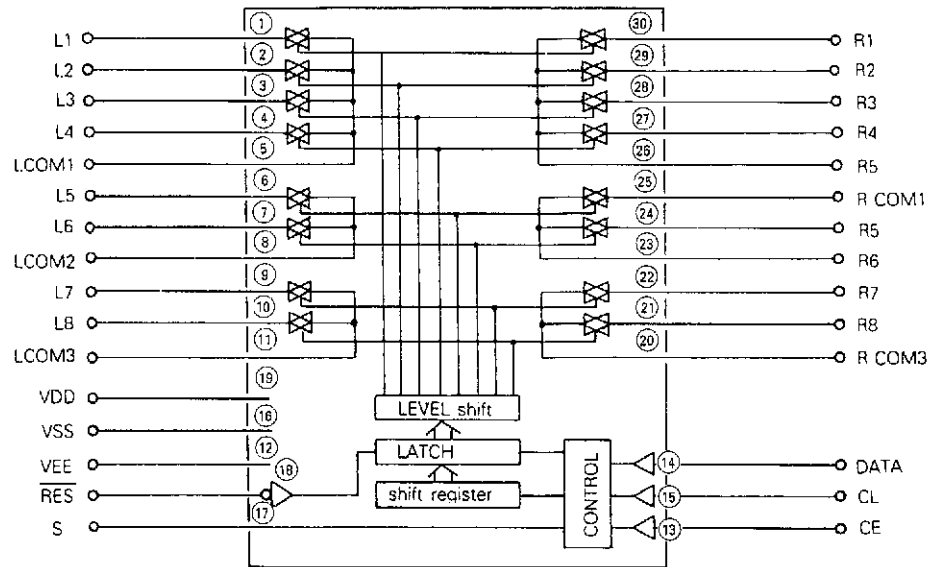 ① ㉚
L1 R1
② ㉙
L2 R2
③ ㉘
L3 R3
④ ㉗
L4 R4
⑤ ㉖
LCOM1 R5
⑥ ㉕
L5 R COM1
⑦ ㉔
L6 R5
⑧ ㉓
LCOM2 R6
⑨ ㉒
L7 R7
⑩ ㉑
L8 R8
⑪ ⑳
LCOM3 R COM3
⑲
VDD
LEVEL shift
⑯
VSS
⑫
LATCH
VEE
⑱
CONTROL
⑭
DATA
RES
shift register
⑮
CL
⑰
S
⑬
CE